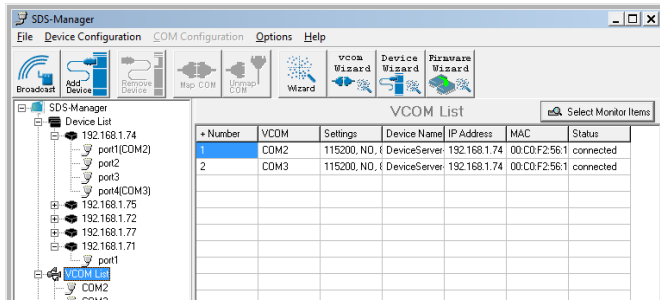 SDS-Manager
File Device Configuration COM Configuration Options Help
Broadcast Add Device Remove Device Map COM Unmap COM Wizard VCOM Wizard Device Wizard Firmware Wizard
VCOM List Select Monitor Items
SDS-Manager
Device List
192.168.1.74
port1(COM2)
port2
port3
port4(COM3)
192.168.1.75
192.168.1.72
192.168.1.77
192.168.1.71
port1
VCOM List
COM2
COM3
+ Number VCOM Settings Device Name IP Address MAC Status
1 COM2 115200, NO, DeviceServer- 192.168.1.74 00:C0:F2:56:1 connected
2 COM3 115200, NO, DeviceServer- 192.168.1.74 00:C0:F2:56:1 connected